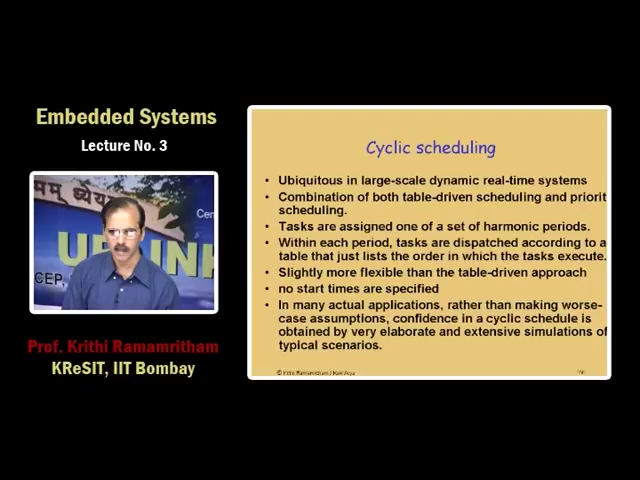 Embedded Systems
Lecture No. 3
Cyclic scheduling
• Ubiquitous in large-scale dynamic real-time systems
• Combination of both table-driven scheduling and priorit
scheduling.
• Tasks are assigned one of a set of harmonic periods.
• Within each period, tasks are dispatched according to a
table that just lists the order in which the tasks execute.
• Slightly more flexible than the table-driven approach
• no start times are specified
• In many actual applications, rather than making worse-
case assumptions, confidence in a cyclic schedule is
obtained by very elaborate and extensive simulations of
typical scenarios.
Prof. Krithi Ramamritham
KReSIT, IIT Bombay
© Krithi Ramamritham / Kavi Arya